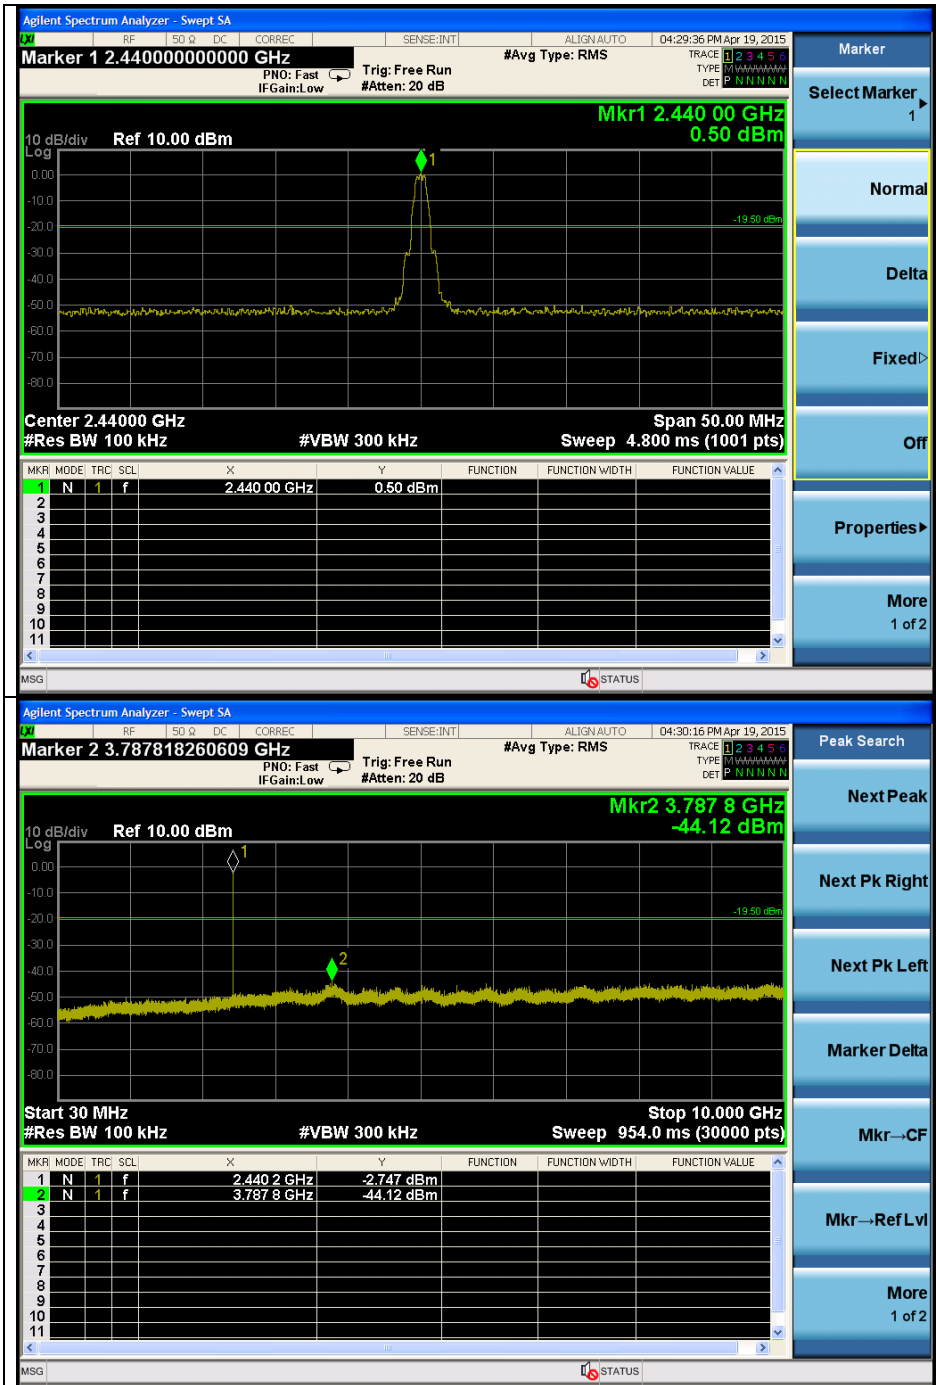 Agilent Spectrum Analyzer - Swept SA
LXI RF 50 Ω DC CORREC SENSE:INT ALIGN AUTO 04:29:36 PM Apr 19, 2015
Marker 1 2.440000000000 GHz
PNO: Fast
IFGain:Low
Trig: Free Run
#Atten: 20 dB
#Avg Type: RMS
TRACE 1 2 3 4 5 6
TYPE M
DET P N N N N N
Mkr1 2.440 00 GHz
0.50 dBm
10 dB/div Ref 10.00 dBm
Log
1
0.00
-10.0
-19.50 dBm
-20.0
-30.0
-40.0
-50.0
-60.0
-70.0
-80.0
Center 2.44000 GHz Span 50.00 MHz
#Res BW 100 kHz #VBW 300 kHz Sweep 4.800 ms (1001 pts)
MKR MODE TRC SCL X Y FUNCTION FUNCTION WIDTH FUNCTION VALUE
1 N 1 f 2.440 00 GHz 0.50 dBm
2
3
4
5
6
7
8
9
10
11
MSG STATUS
Marker
Select Marker
1
Normal
Delta
Fixed
Off
Properties
More
1 of 2
Agilent Spectrum Analyzer - Swept SA
LXI RF 50 Ω DC CORREC SENSE:INT ALIGN AUTO 04:30:16 PM Apr 19, 2015
Marker 2 3.787818260609 GHz
PNO: Fast
IFGain:Low
Trig: Free Run
#Atten: 20 dB
#Avg Type: RMS
TRACE 1 2 3 4 5 6
TYPE M
DET P N N N N N
Mkr2 3.787 8 GHz
-44.12 dBm
10 dB/div Ref 10.00 dBm
Log
1
0.00
-10.0
-19.50 dBm
-20.0
-30.0
2
-40.0
-50.0
-60.0
-70.0
-80.0
Start 30 MHz Stop 10.000 GHz
#Res BW 100 kHz #VBW 300 kHz Sweep 954.0 ms (30000 pts)
MKR MODE TRC SCL X Y FUNCTION FUNCTION WIDTH FUNCTION VALUE
1 N 1 f 2.440 2 GHz -2.747 dBm
2 N 1 f 3.787 8 GHz -44.12 dBm
3
4
5
6
7
8
9
10
11
MSG STATUS
Peak Search
Next Peak
Next Pk Right
Next Pk Left
Marker Delta
Mkr→CF
Mkr→Ref Lvl
More
1 of 2